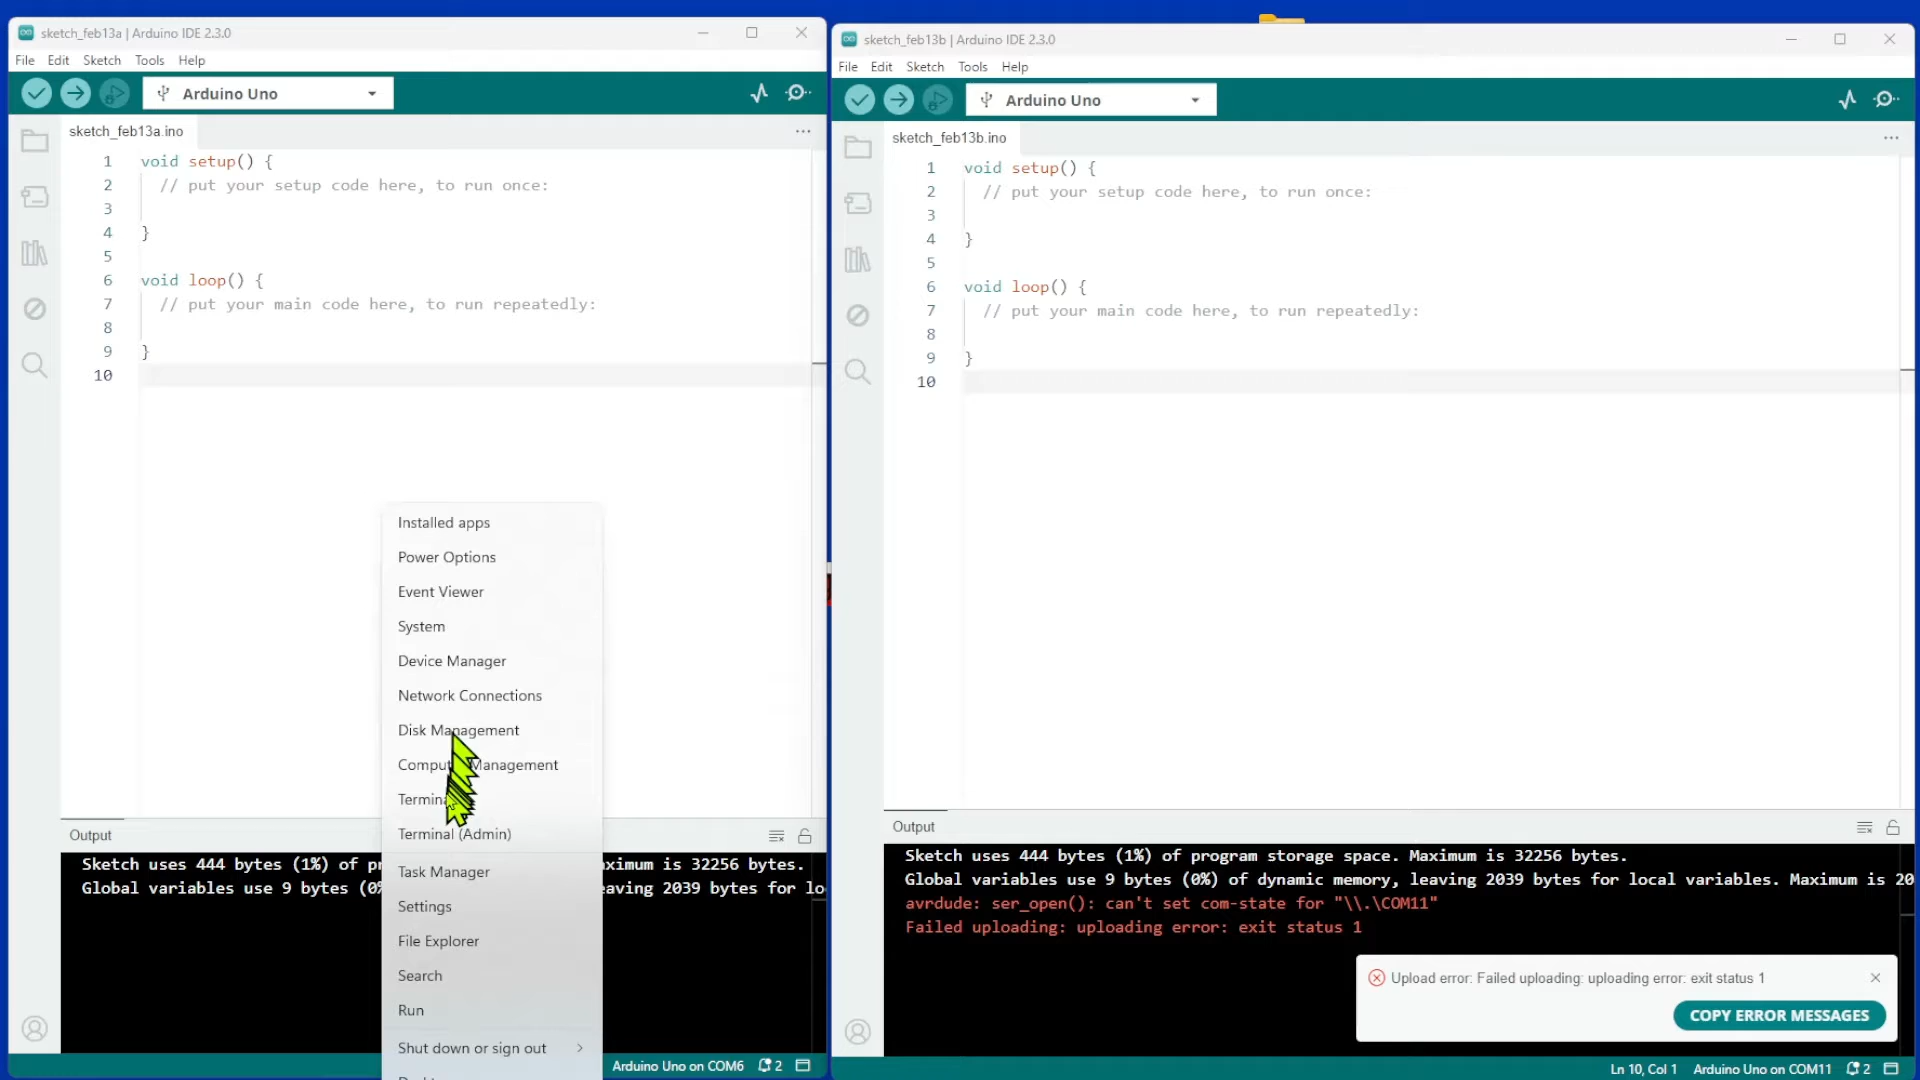 sketch_feb13a | Arduino IDE 2.3.0
File Edit Sketch Tools Help
Arduino Uno
sketch_feb13a.ino
1 void setup() {
2 // put your setup code here, to run once:
3
4 }
5
6 void loop() {
7 // put your main code here, to run repeatedly:
8
9 }
10
Output
Sketch uses 444 bytes (1%) of
aximum is 32256 bytes.
Global variables use 9 bytes
eaving 2039 bytes for
Arduino Uno on COM6 2
Installed apps
Power Options
Event Viewer
System
Device Manager
Network Connections
Disk Management
Management
Terminal (Admin)
Task Manager
Settings
File Explorer
Search
Run
Shut down or sign out
sketch_feb13b | Arduino IDE 2.3.0
File Edit Sketch Tools Help
Arduino Uno
sketch_feb13b.ino
1 void setup() {
2 // put your setup code here, to run once:
3
4 }
5
6 void loop() {
7 // put your main code here, to run repeatedly:
8
9 }
10
Output
Sketch uses 444 bytes (1%) of program storage space. Maximum is 32256 bytes.
Global variables use 9 bytes (0%) of dynamic memory, leaving 2039 bytes for local variables. Maximum is 20
avrdude: ser_open(): can't set com-state for "\\.\COM11"
Failed uploading: uploading error: exit status 1
Upload error: Failed uploading: uploading error: exit status 1
COPY ERROR MESSAGES
Ln 10, Col 1 Arduino Uno on COM11 2